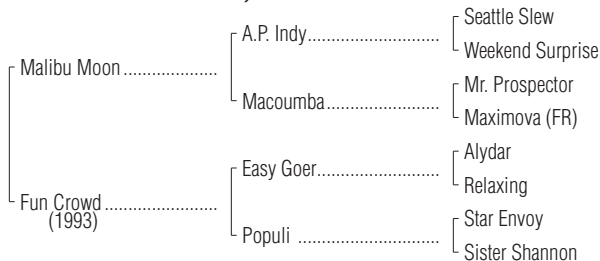 Seattle Slew
A.P. Indy..............................
Weekend Surprise
Malibu Moon.....................
Mr. Prospector
Macoumba.........................
Maximova (FR)
Alydar
Easy Goer...........................
Relaxing
Fun Crowd.........................
(1993)
Star Envoy
Populi ................................
Sister Shannon